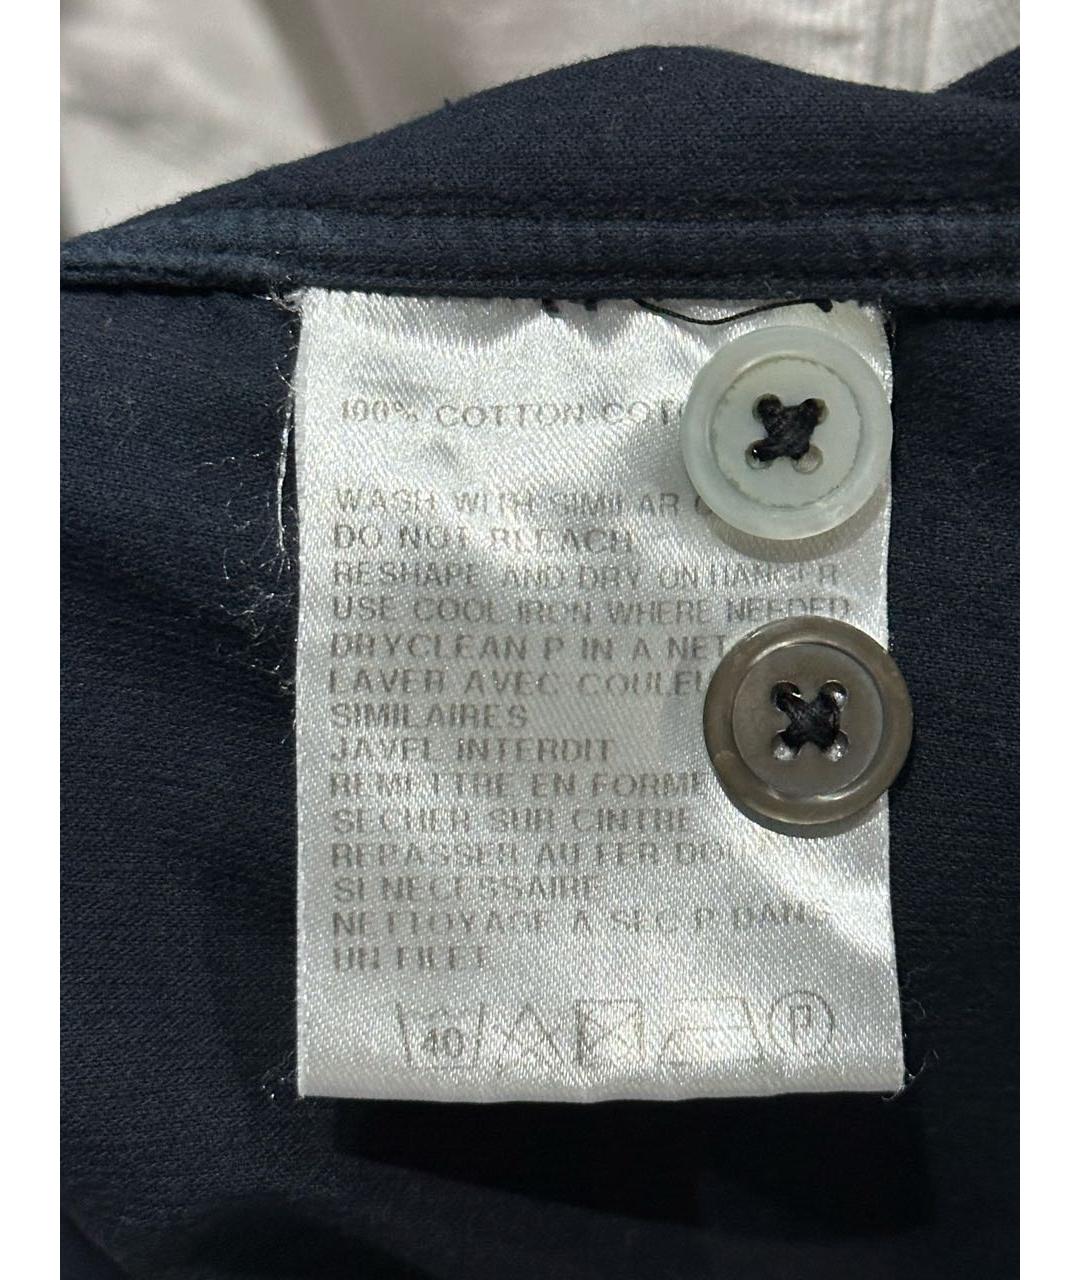 100% COTTON COT
WASH WITH SIMILAR
DO NOT BLEACH
RESHAPE AND DRY ON HANGER
USE COOL IRON WHERE NEEDED
DRYCLEAN P IN A NET
LAVER AVEC COULEU
SIMILAIRES
JAVEL INTERDIT
REMETTRE EN FORME
SECHER SUR CINTRE
REPASSER AU FER DO
SI NECESSAIRE
NETTOYAGE A SEC P DANS
UN FILET
40 P